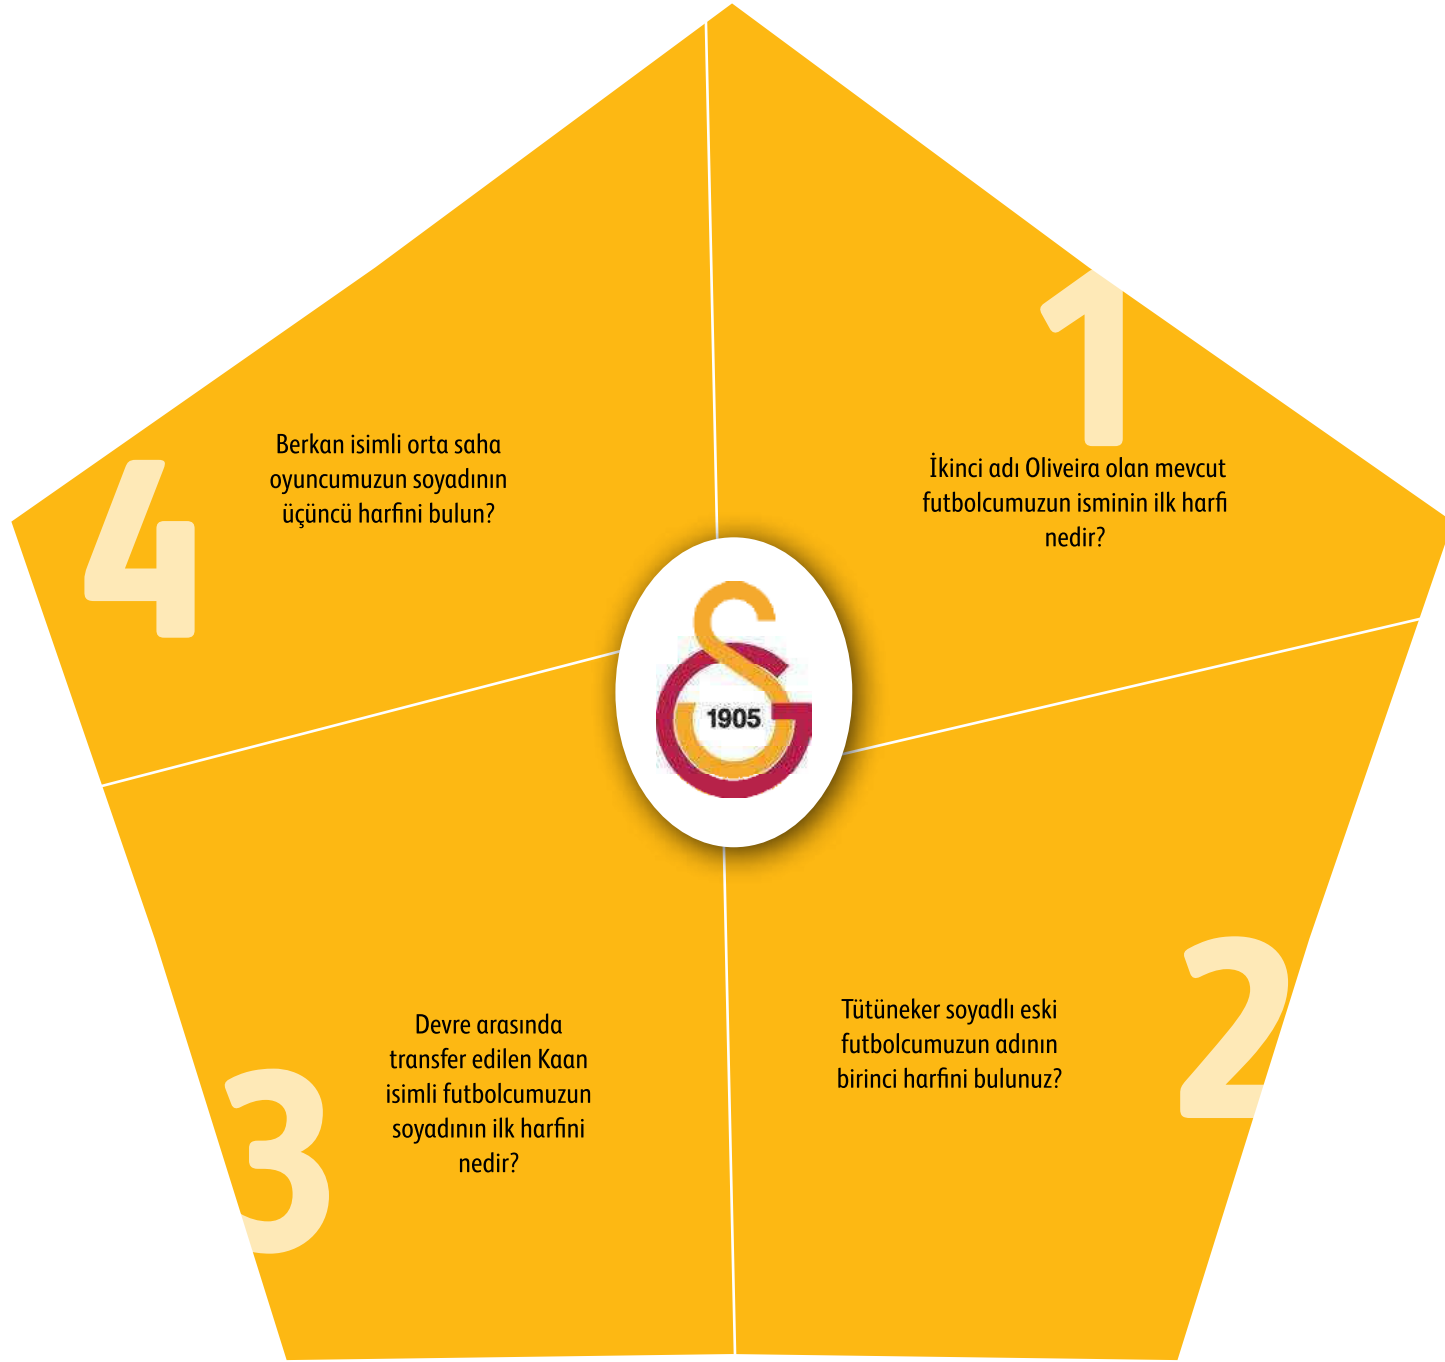 1
İkinci adı Oliveira olan mevcut
futbolcumuzun isminin ilk harfi
nedir?
2
Tütüneker soyadlı eski
futbolcumuzun adının
birinci harfini bulunuz?
3
Devre arasında
transfer edilen Kaan
isimli futbolcumuzun
soyadının ilk harfini
nedir?
4
Berkan isimli orta saha
oyuncumuzun soyadının
üçüncü harfini bulun?
1905